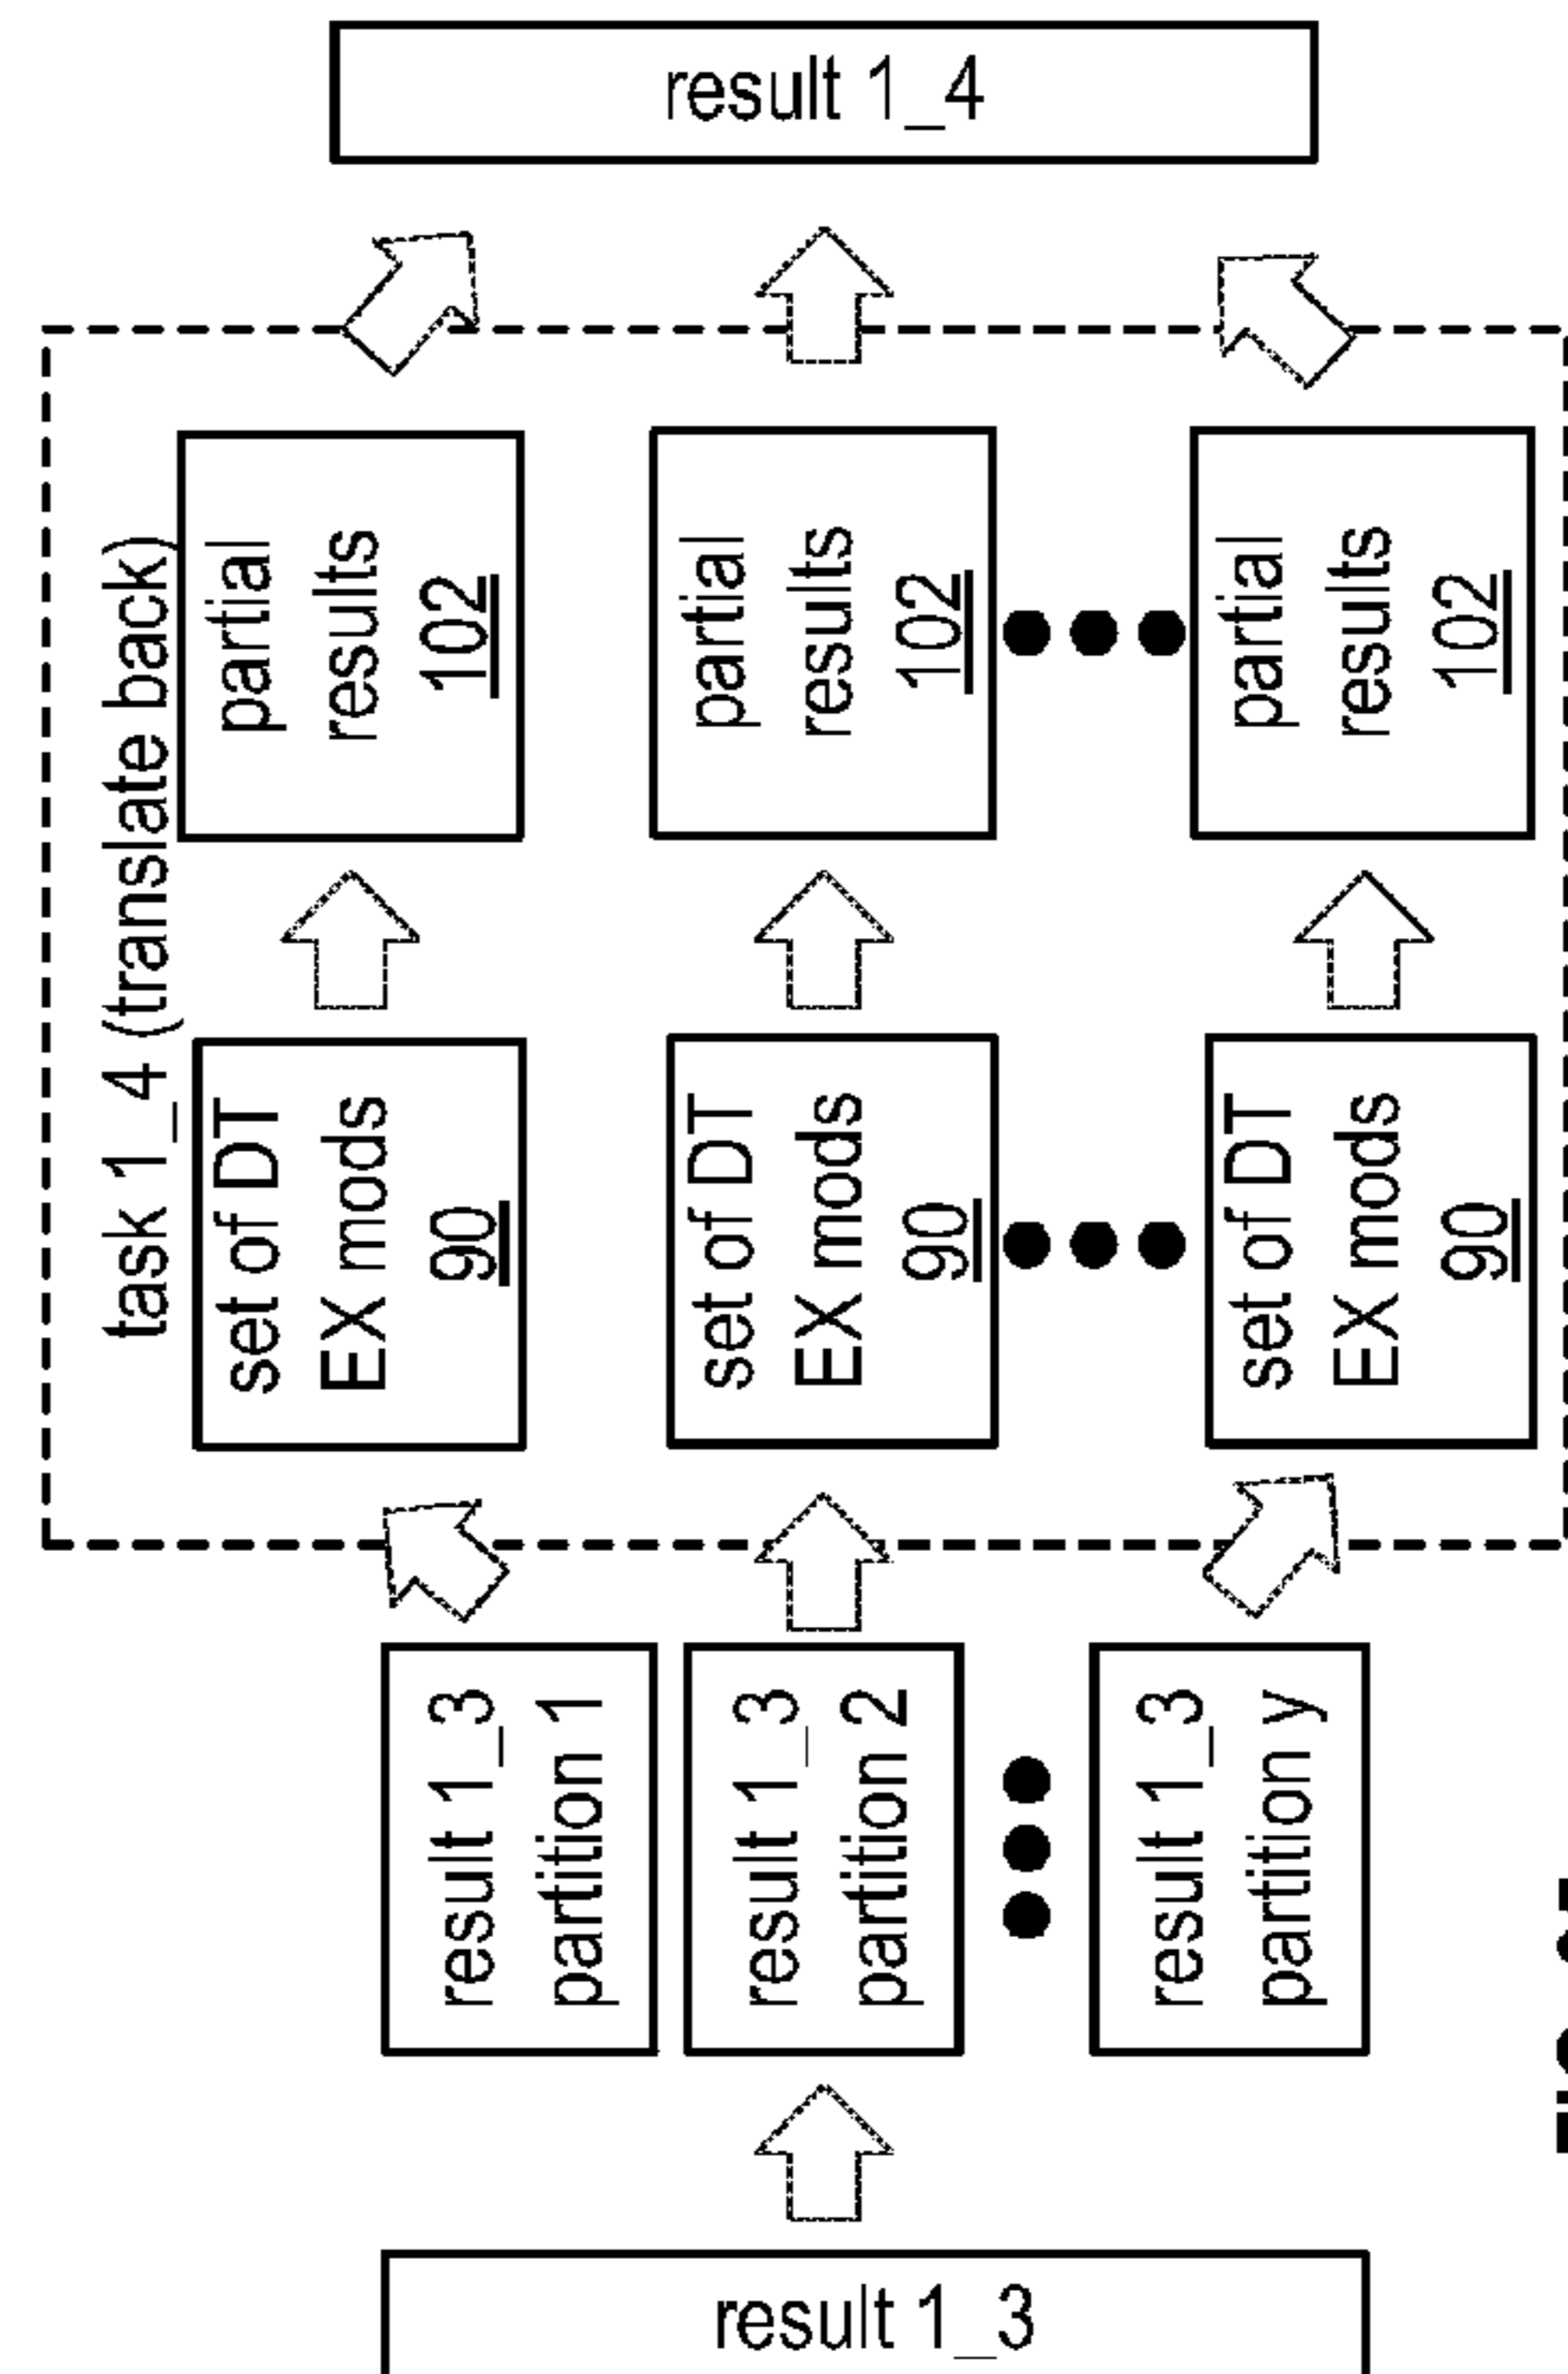 result 1_3
result 1_3
partition 1
result 1_3
partition 2
result 1_3
partition y
task 1_4 (translate back)
set of DT
EX mods
90
set of DT
EX mods
90
set of DT
EX mods
90
partial
results
102
partial
results
102
partial
results
102
result 1_4